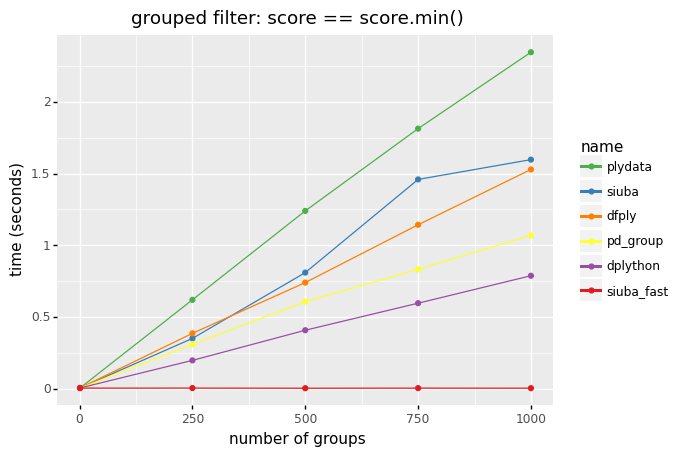 grouped filter: score == score.min()
time (seconds)
2
1.5
1
0.5
0
0 250 500 750 1000
number of groups
name
plydata
siuba
dfply
pd_group
dplython
siuba_fast